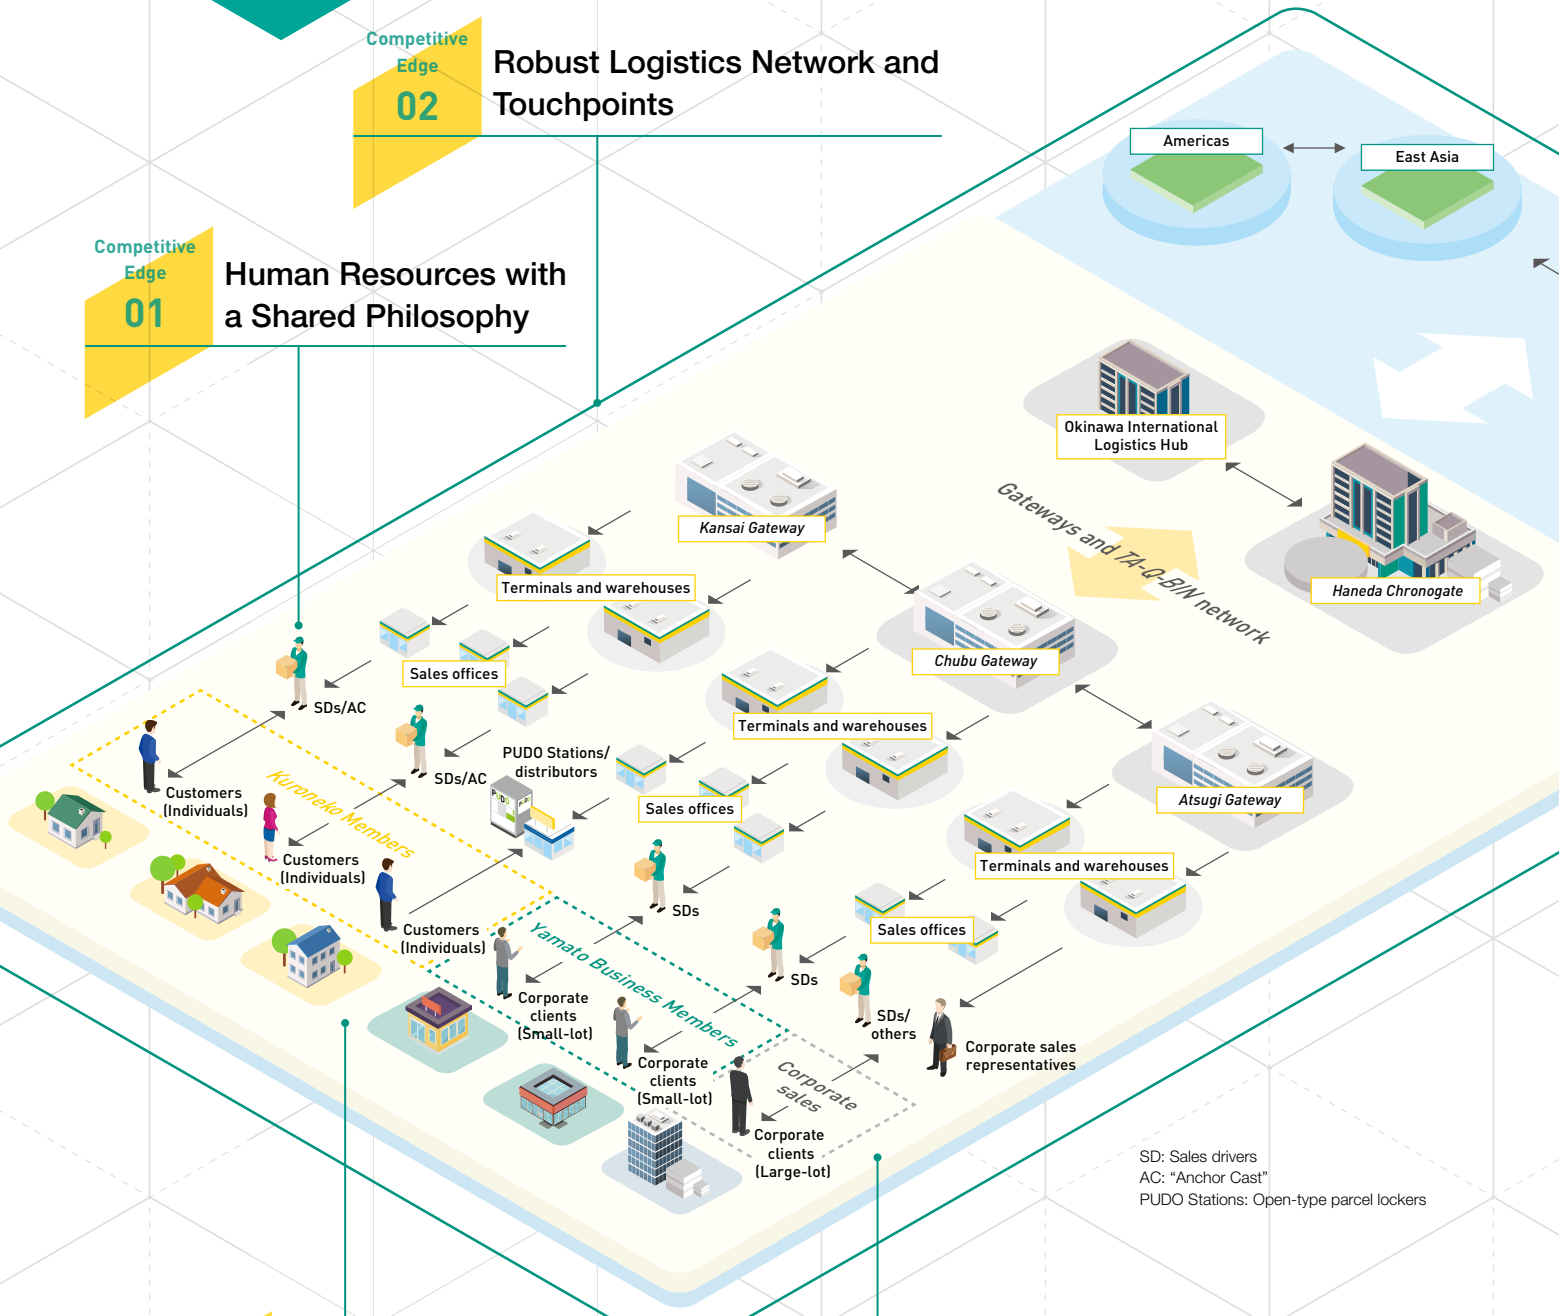 Competitive
Edge
02
Robust Logistics Network and
Touchpoints
Competitive
Edge
01
Human Resources with
a Shared Philosophy
Americas
East Asia
Okinawa International
Logistics Hub
Gateways and TA-Q-BIN network
Haneda Chronogate
Kansai Gateway
Chubu Gateway
Atsugi Gateway
Terminals and warehouses
Terminals and warehouses
Terminals and warehouses
Sales offices
Sales offices
Sales offices
SDs/AC
SDs/AC
PUDO Stations/
distributors
PUDO
SDs
SDs
SDs/
others
Corporate sales
representatives
Kuroneko Members
Customers
(Individuals)
Customers
(Individuals)
Customers
(Individuals)
Yamato Business Members
Corporate
clients
(Small-lot)
Corporate
clients
(Small-lot)
Corporate
sales
Corporate
clients
(Large-lot)
SD: Sales drivers
AC: “Anchor Cast”
PUDO Stations: Open-type parcel lockers